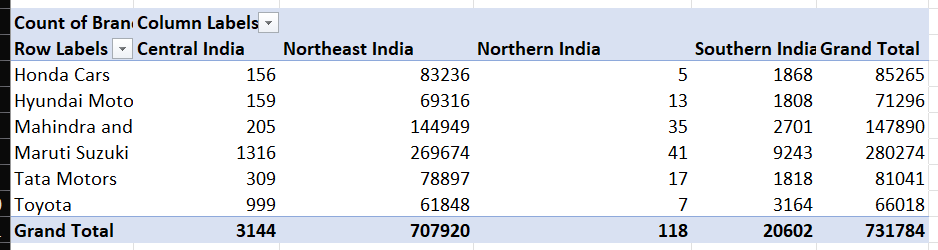 Count of Bran Column Labels
Row Labels Central India Northeast India Northern India Southern India Grand Total
Honda Cars 156 83236 5 1868 85265
Hyundai Moto 159 69316 13 1808 71296
Mahindra and 205 144949 35 2701 147890
Maruti Suzuki 1316 269674 41 9243 280274
Tata Motors 309 78897 17 1818 81041
Toyota 999 61848 7 3164 66018
Grand Total 3144 707920 118 20602 731784